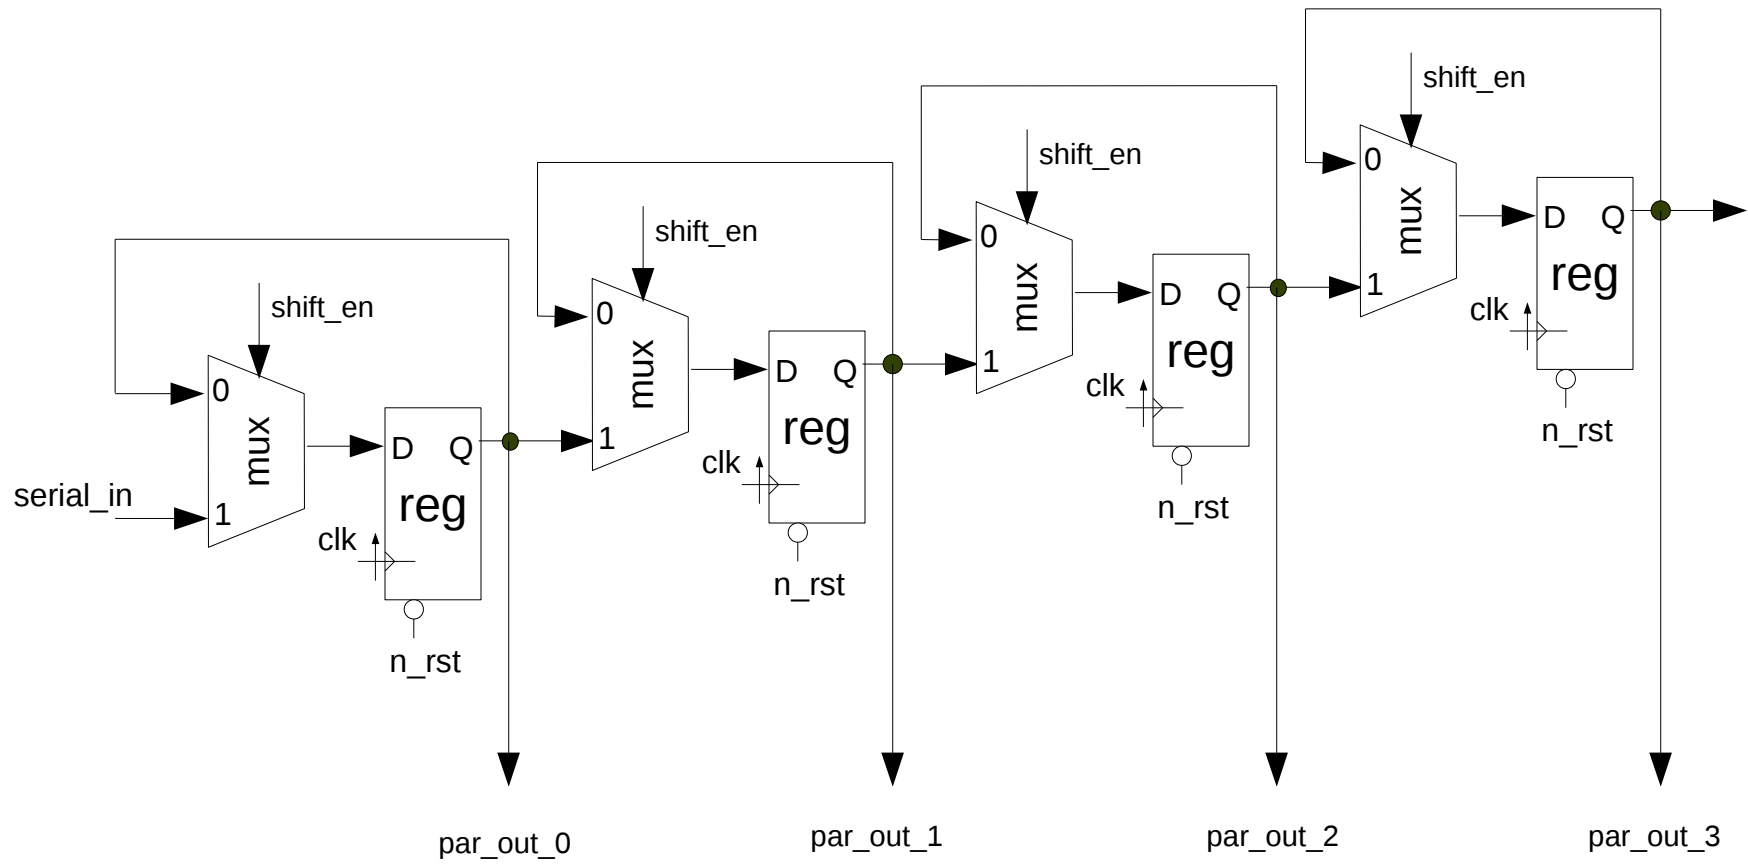 shift_en
0
mux
1
D Q
reg
clk
n_rst
shift_en
0
mux
1
D Q
reg
clk
n_rst
shift_en
0
mux
1
D Q
reg
clk
n_rst
shift_en
0
mux
serial_in
1
D Q
reg
clk
n_rst
par_out_0
par_out_1
par_out_2
par_out_3